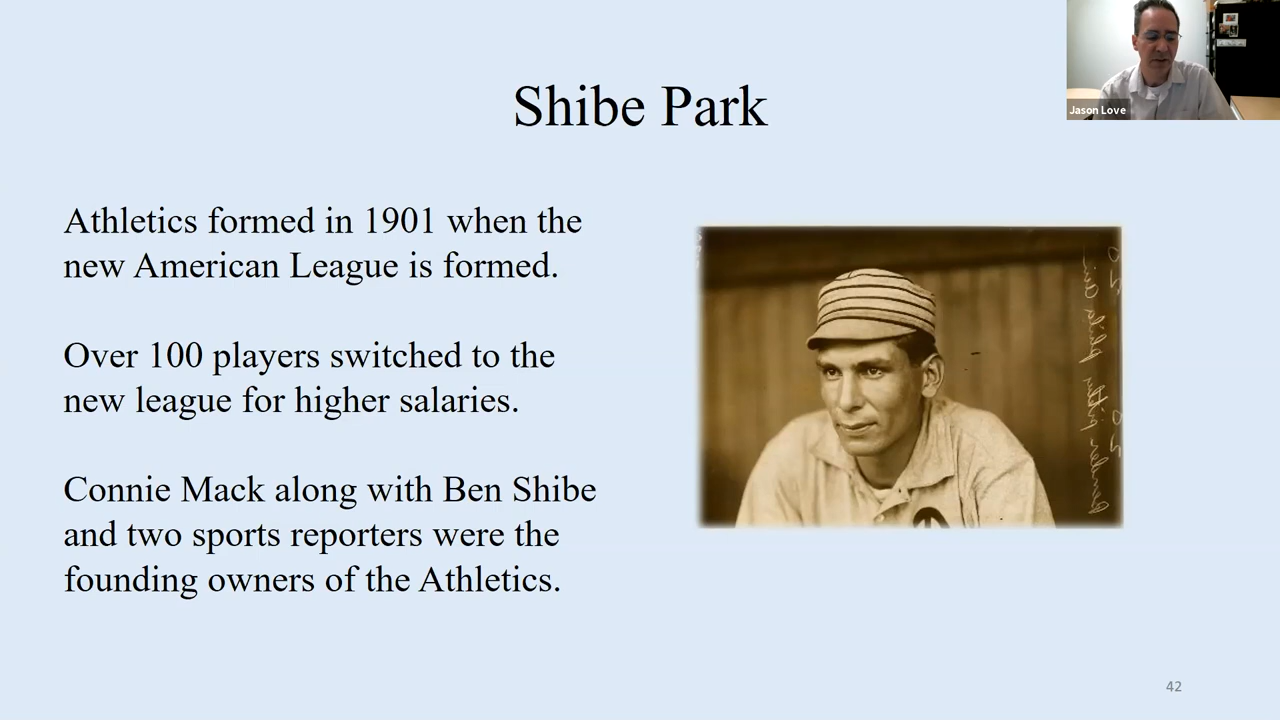 Shibe Park
Jason Love
Athletics formed in 1901 when the
new American League is formed.
Over 100 players switched to the
new league for higher salaries.
Connie Mack along with Ben Shibe
and two sports reporters were the
founding owners of the Athletics.
42